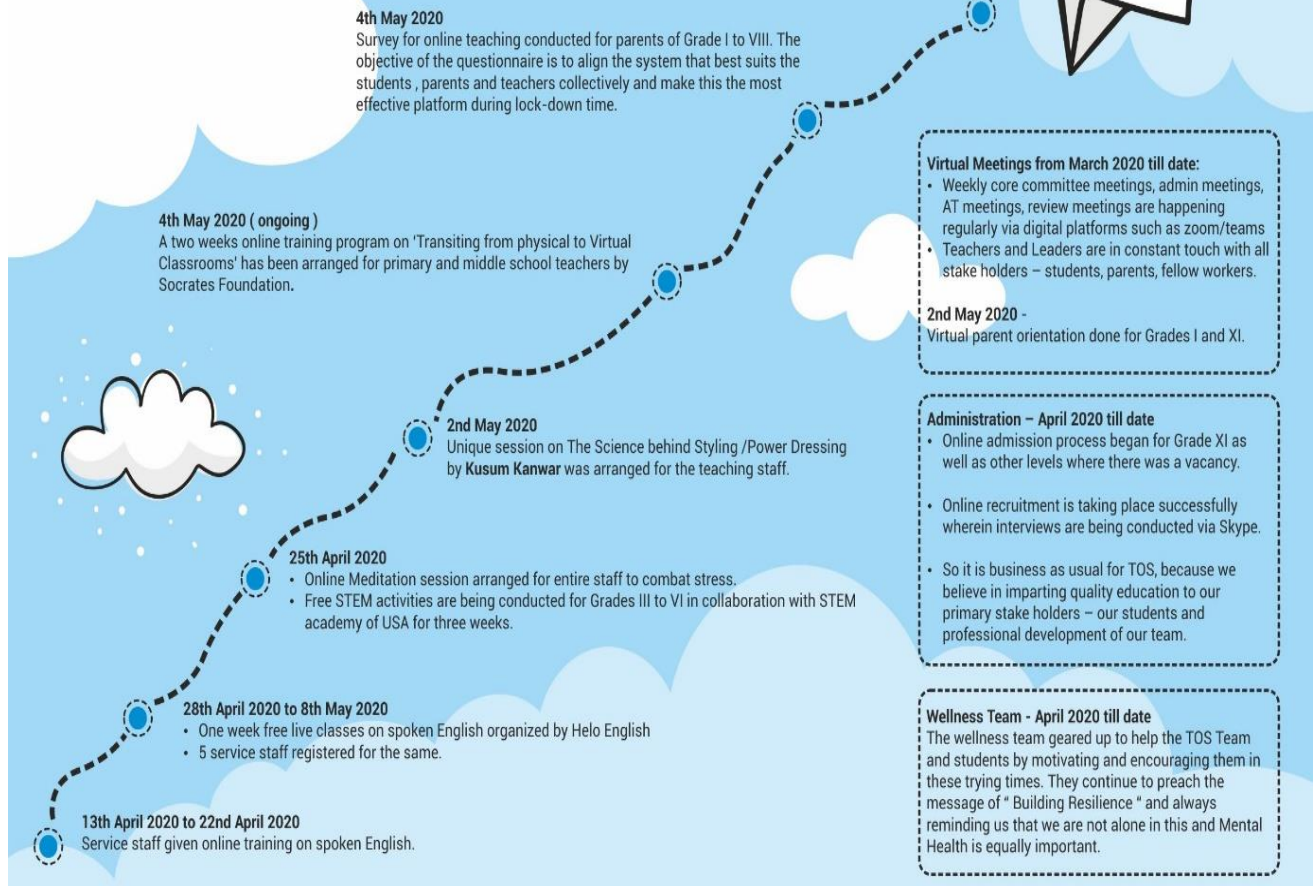 4th May 2020
Survey for online teaching conducted for parents of Grade I to VIII. The
objective of the questionnaire is to align the system that best suits the
students , parents and teachers collectively and make this the most
effective platform during lock-down time.
4th May 2020 ( ongoing )
A two weeks online training program on 'Transiting from physical to Virtual
Classrooms' has been arranged for primary and middle school teachers by
Socrates Foundation.
2nd May 2020
Unique session on The Science behind Styling /Power Dressing
by Kusum Kanwar was arranged for the teaching staff.
25th April 2020
• Online Meditation session arranged for entire staff to combat stress.
• Free STEM activities are being conducted for Grades III to VI in collaboration with STEM
academy of USA for three weeks.
28th April 2020 to 8th May 2020
• One week free live classes on spoken English organized by Helo English
• 5 service staff registered for the same.
13th April 2020 to 22nd April 2020
Service staff given online training on spoken English.
Virtual Meetings from March 2020 till date:
• Weekly core committee meetings, admin meetings,
AT meetings, review meetings are happening
regularly via digital platforms such as zoom/teams
• Teachers and Leaders are in constant touch with all
stake holders – students, parents, fellow workers.
2nd May 2020 -
Virtual parent orientation done for Grades I and XI.
Administration – April 2020 till date
• Online admission process began for Grade XI as
well as other levels where there was a vacancy.
• Online recruitment is taking place successfully
wherein interviews are being conducted via Skype.
• So it is business as usual for TOS, because we
believe in imparting quality education to our
primary stake holders – our students and
professional development of our team.
Wellness Team - April 2020 till date
The wellness team geared up to help the TOS Team
and students by motivating and encouraging them in
these trying times. They continue to preach the
message of “ Building Resilience “ and always
reminding us that we are not alone in this and Mental
Health is equally important.